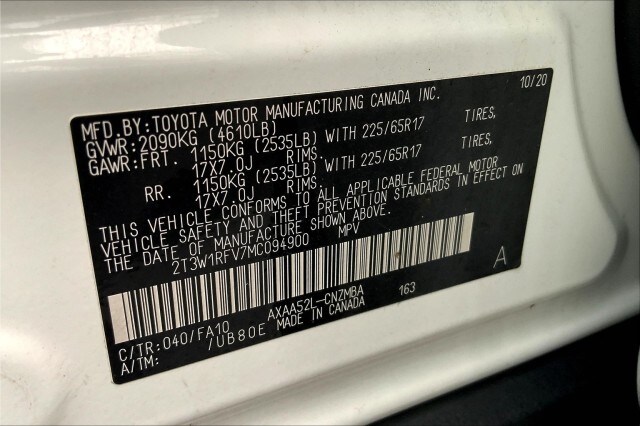 10/20
MFD.BY:TOYOTA MOTOR MANUFACTURING CANADA INC.
GVWR:2090KG (4610LB)
GAWR:FRT. 1150KG (2535LB) WITH 225/65R17 TIRES,
17X7.0J RIMS.
RR. 1150KG (2535LB) WITH 225/65R17 TIRES,
17X7.0J RIMS.
THIS VEHICLE CONFORMS TO ALL APPLICABLE FEDERAL MOTOR
VEHICLE SAFETY AND THEFT PREVENTION STANDARDS IN EFFECT ON
THE DATE OF MANUFACTURE SHOWN ABOVE.
2T3W1RFV7MC094900 MPV
A
AXAA52L-CNZMBA 163
C/TR:040/FA10 MADE IN CANADA
A/TM: /UB80E